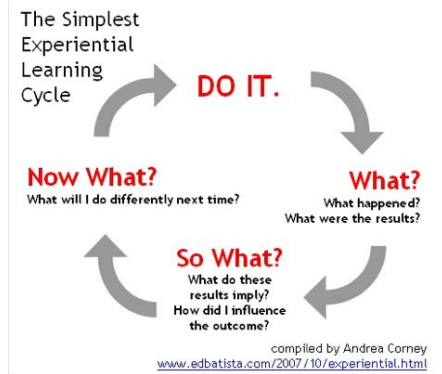 The Simplest
Experiential
Learning
Cycle
DO IT.
What?
What happened?
What were the results?
So What?
What do these
results imply?
How did I influence
the outcome?
Now What?
What will I do differently next time?
compiled by Andrea Corney
www.edbatista.com/2007/10/experiential.html